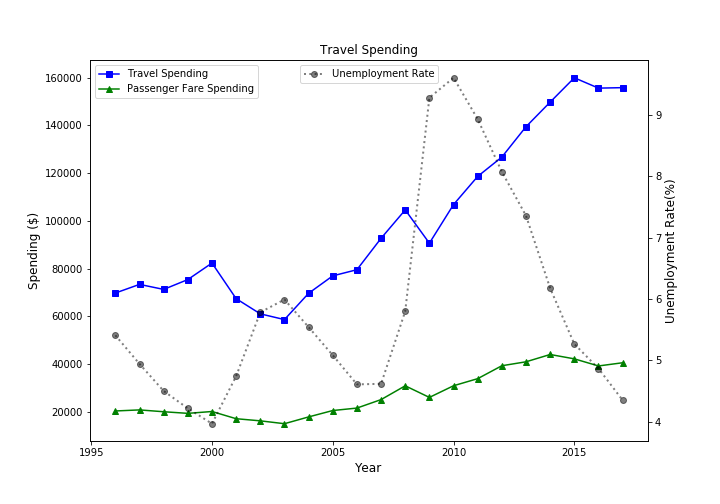 Travel Spending
Travel Spending
Passenger Fare Spending
Unemployment Rate
160000
140000
120000
100000
80000
60000
40000
20000
Spending ($)
9
8
7
6
5
4
Unemployment Rate(%)
1995 2000 2005 2010 2015
Year